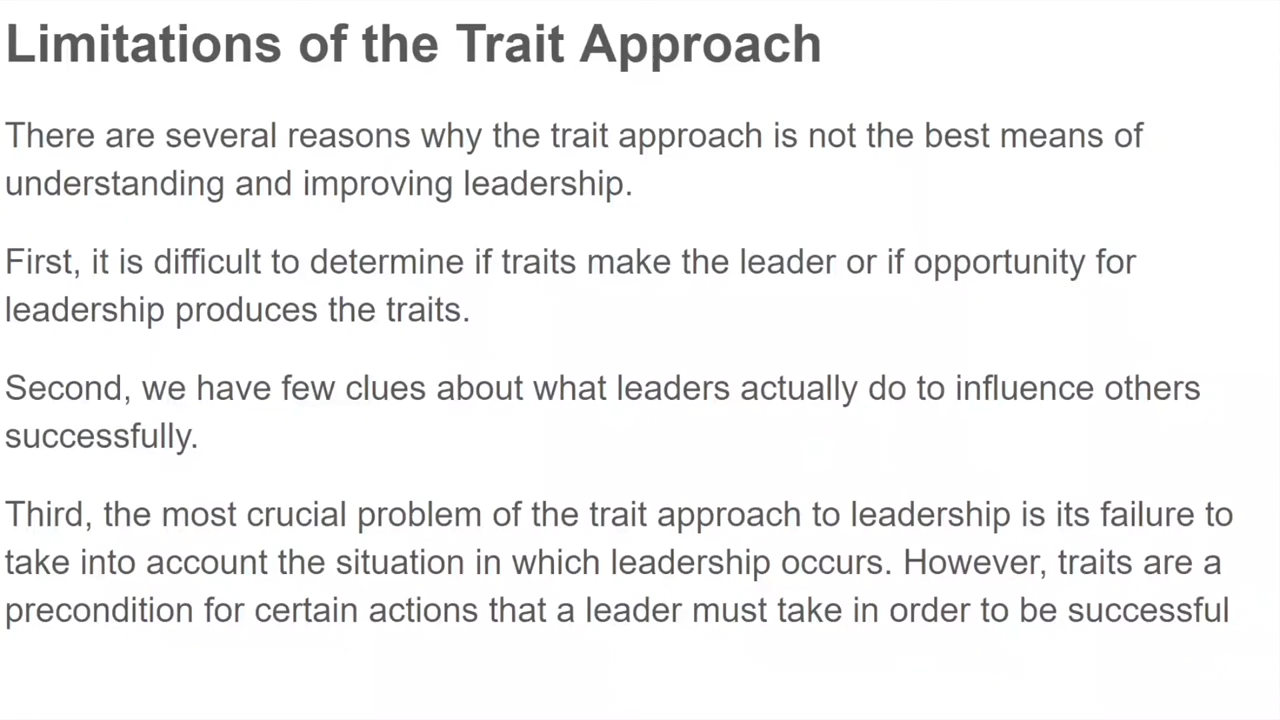 Limitations of the Trait Approach
There are several reasons why the trait approach is not the best means of
understanding and improving leadership.
First, it is difficult to determine if traits make the leader or if opportunity for
leadership produces the traits.
Second, we have few clues about what leaders actually do to influence others
successfully.
Third, the most crucial problem of the trait approach to leadership is its failure to
take into account the situation in which leadership occurs. However, traits are a
precondition for certain actions that a leader must take in order to be successful